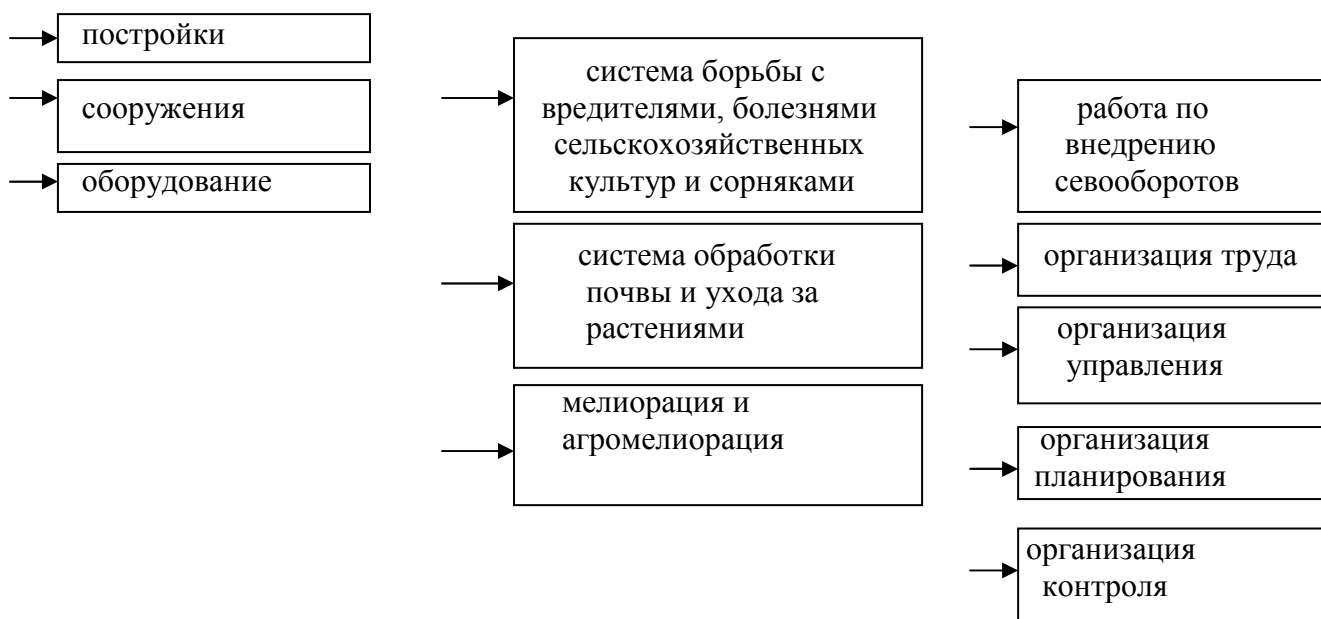 постройки
сооружения
оборудование
система борьбы с
вредителями, болезнями
сельскохозяйственных
культур и сорняками
система обработки
почвы и ухода за
растениями
мелиорация и
агромелиорация
работа по
внедрению
севооборотов
организация труда
организация
управления
организация
планирования
организация
контроля